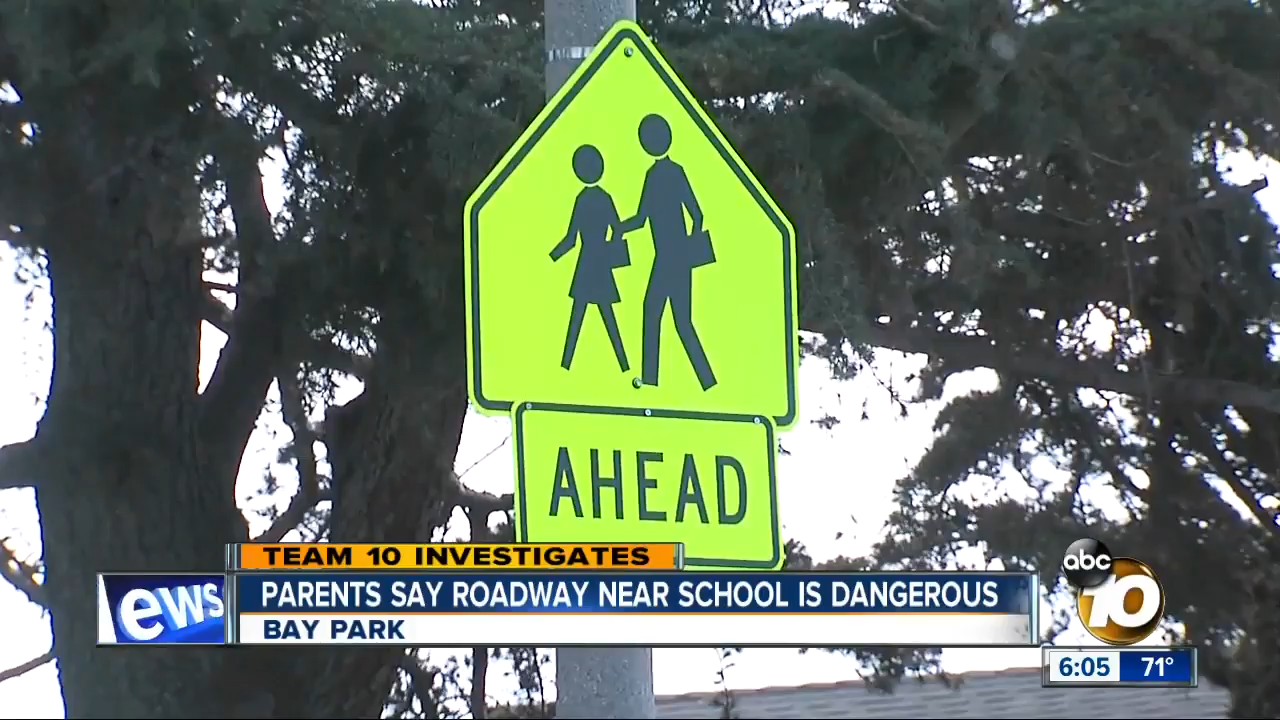 AHEAD
TEAM 10 INVESTIGATES
ews
PARENTS SAY ROADWAY NEAR SCHOOL IS DANGEROUS
BAY PARK
abc
10
6:05 71°